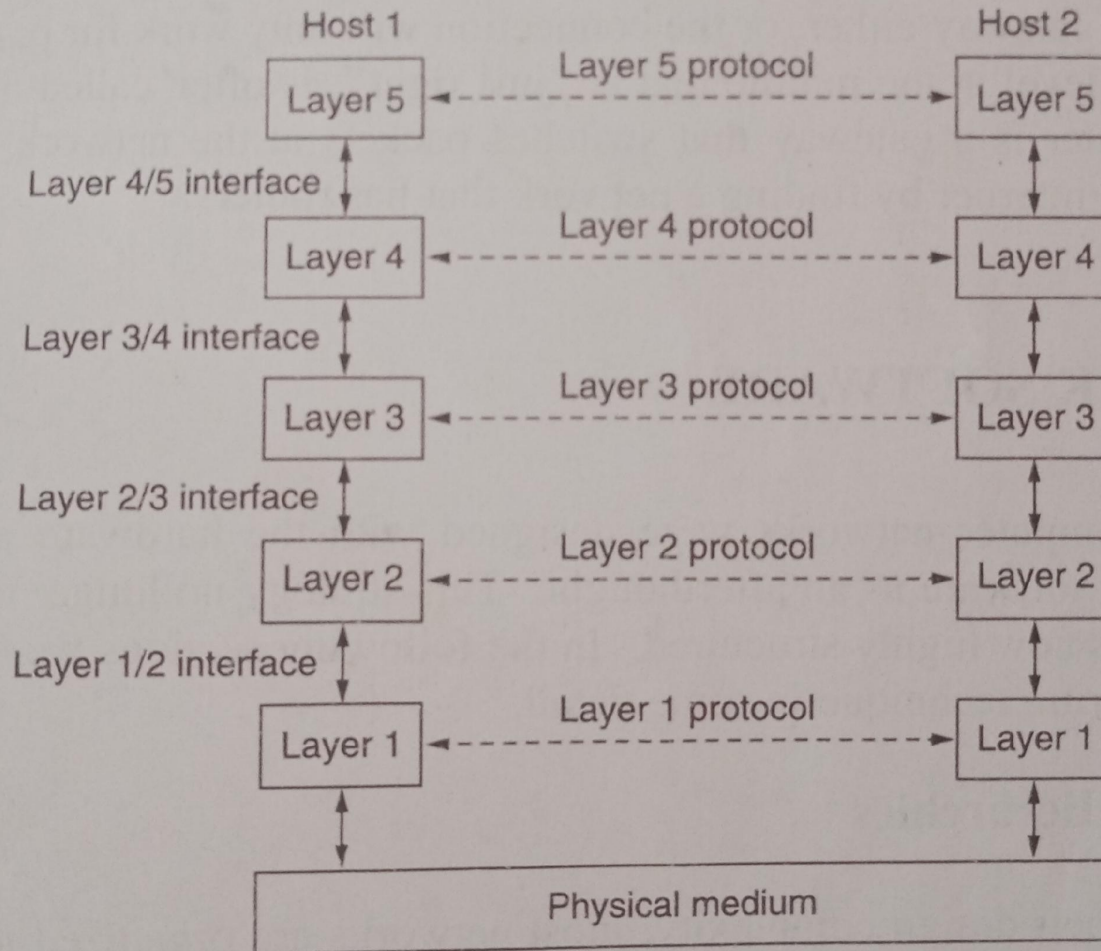 Host 1
Host 2
Layer 5 protocol
Layer 5
Layer 5
Layer 4/5 interface
Layer 4 protocol
Layer 4
Layer 4
Layer 3/4 interface
Layer 3 protocol
Layer 3
Layer 3
Layer 2/3 interface
Layer 2 protocol
Layer 2
Layer 2
Layer 1/2 interface
Layer 1 protocol
Layer 1
Layer 1
Physical medium